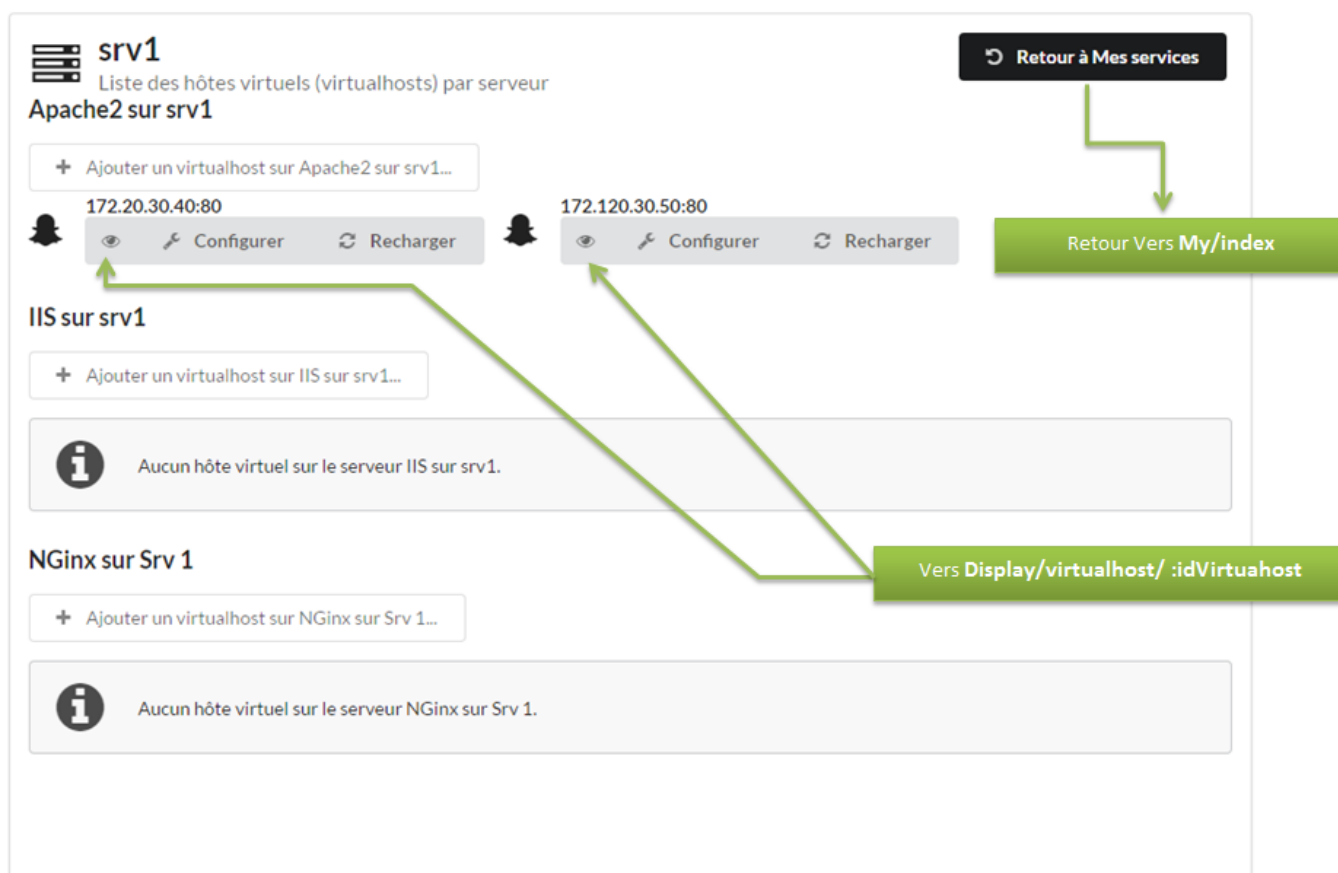 srv1
Retour à Mes services
Liste des hôtes virtuels (virtualhosts) par serveur
Apache2 sur srv1
+ Ajouter un virtualhost sur Apache2 sur srv1...
172.20.30.40:80
172.120.30.50:80
Configurer Recharger
Configurer Recharger
Retour Vers My/index
IIS sur srv1
+ Ajouter un virtualhost sur IIS sur srv1...
Aucun hôte virtuel sur le serveur IIS sur srv1.
NGinx sur Srv 1
Vers Display/virtualhost/ :idVirtuahost
+ Ajouter un virtualhost sur NGinx sur Srv 1...
Aucun hôte virtuel sur le serveur NGinx sur Srv 1.